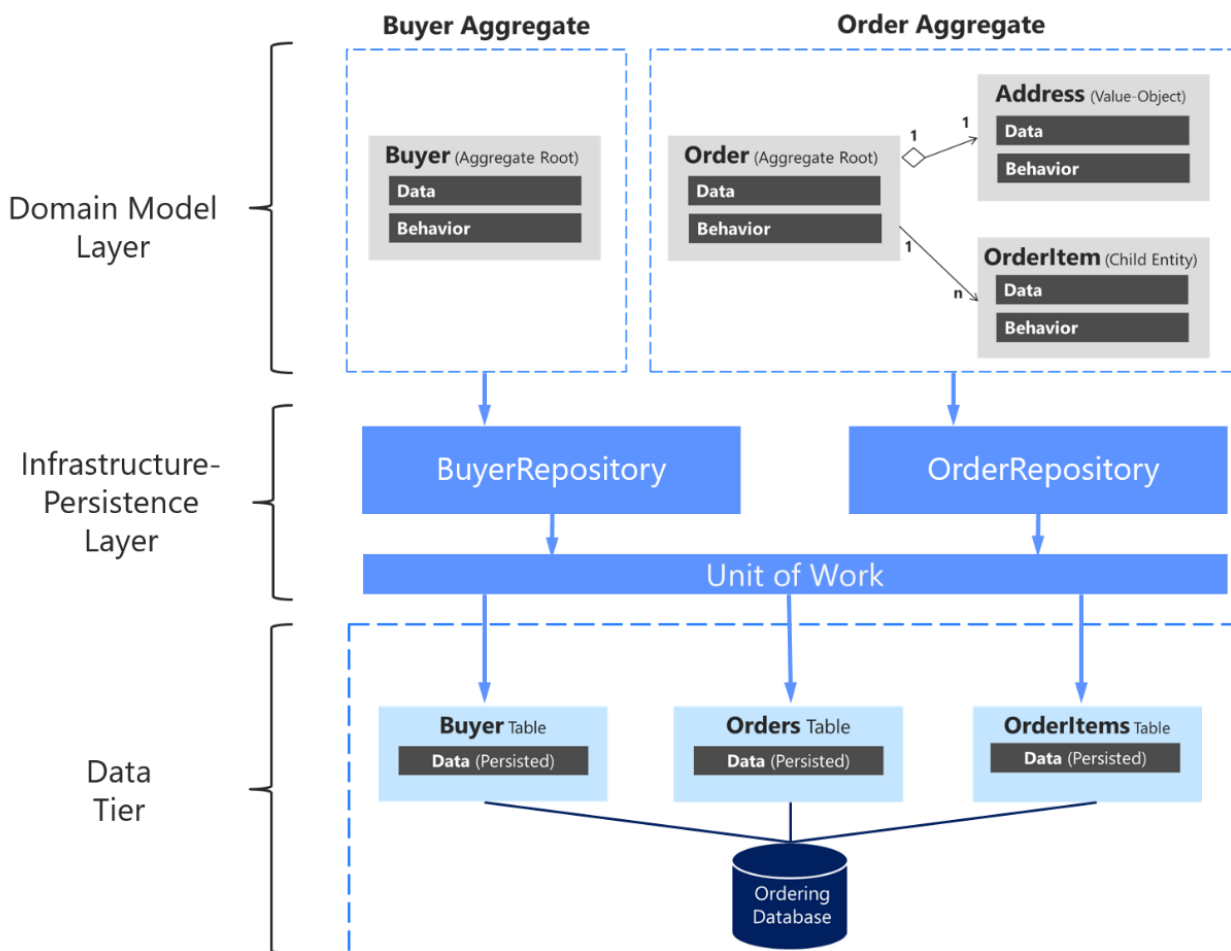 Buyer Aggregate
Order Aggregate
Domain Model
Layer
Buyer (Aggregate Root)
Data
Behavior
Order (Aggregate Root)
Data
Behavior
1
1
Address (Value-Object)
Data
Behavior
1
n
OrderItem (Child Entity)
Data
Behavior
Infrastructure-
Persistence
Layer
BuyerRepository
OrderRepository
Unit of Work
Data
Tier
Buyer Table
Data (Persisted)
Orders Table
Data (Persisted)
OrderItems Table
Data (Persisted)
Ordering
Database